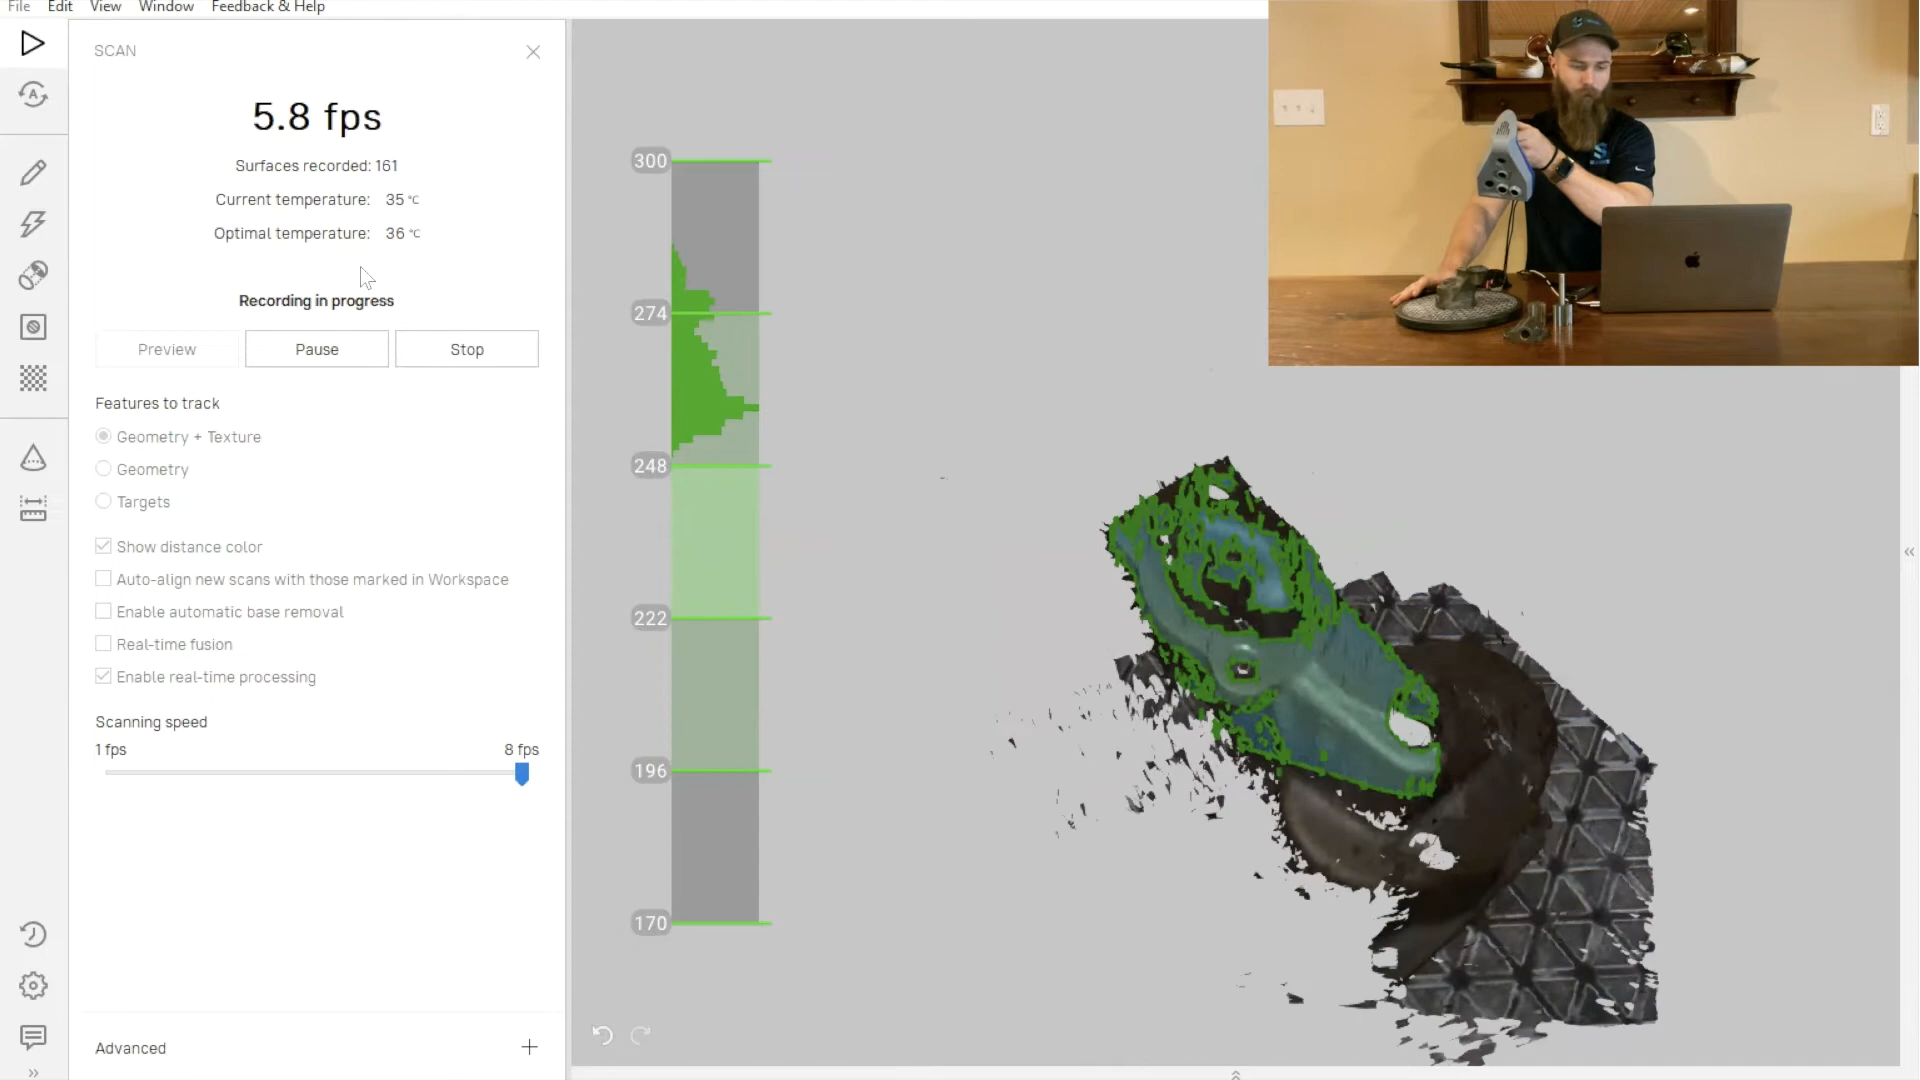 File Edit View Window Feedback & Help
SCAN
5.8 fps
Surfaces recorded: 161
Current temperature: 35 °C
Optimal temperature: 36 °C
Recording in progress
Preview Pause Stop
Features to track
Geometry + Texture
Geometry
Targets
Show distance color
Auto-align new scans with those marked in Workspace
Enable automatic base removal
Real-time fusion
Enable real-time processing
Scanning speed
1 fps 8 fps
Advanced
300
274
248
222
196
170